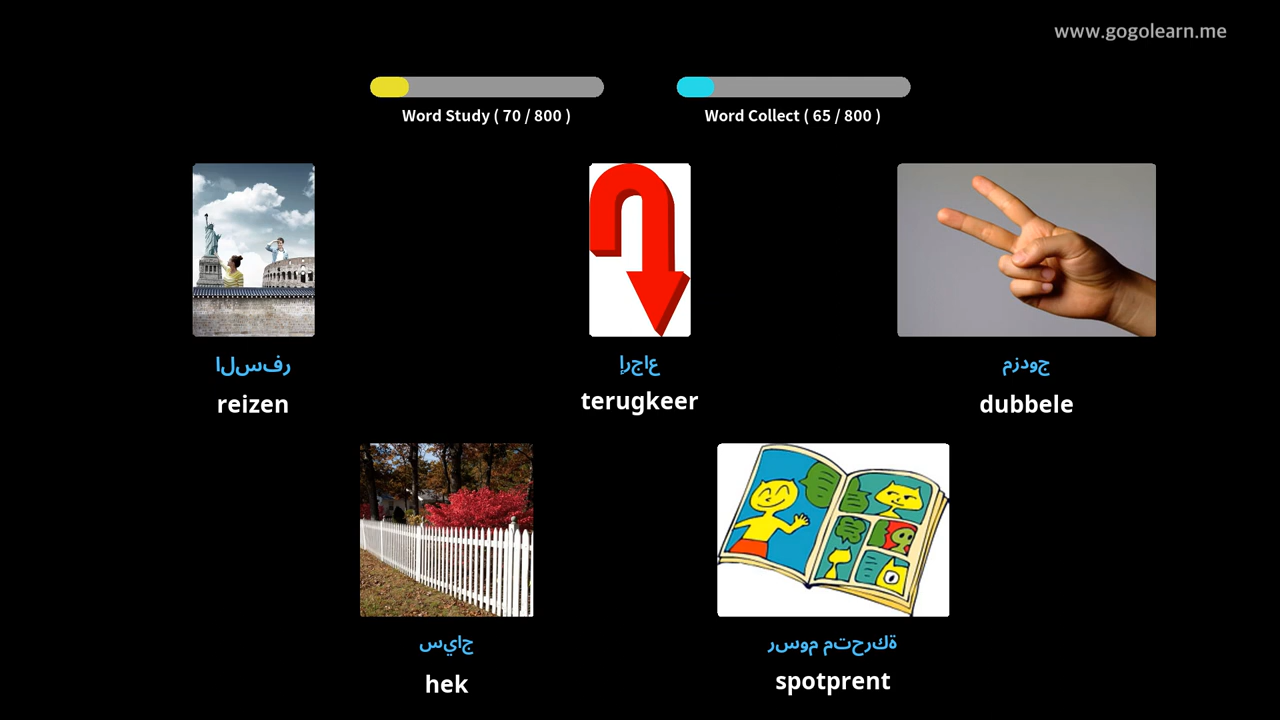 www.gogolearn.me
Word Study ( 70 / 800 )
Word Collect ( 65 / 800 )
السفر
إرجاع
مزدوج
reizen
terugkeer
dubbele
سياج
رسوم متحركة
hek
spotprent